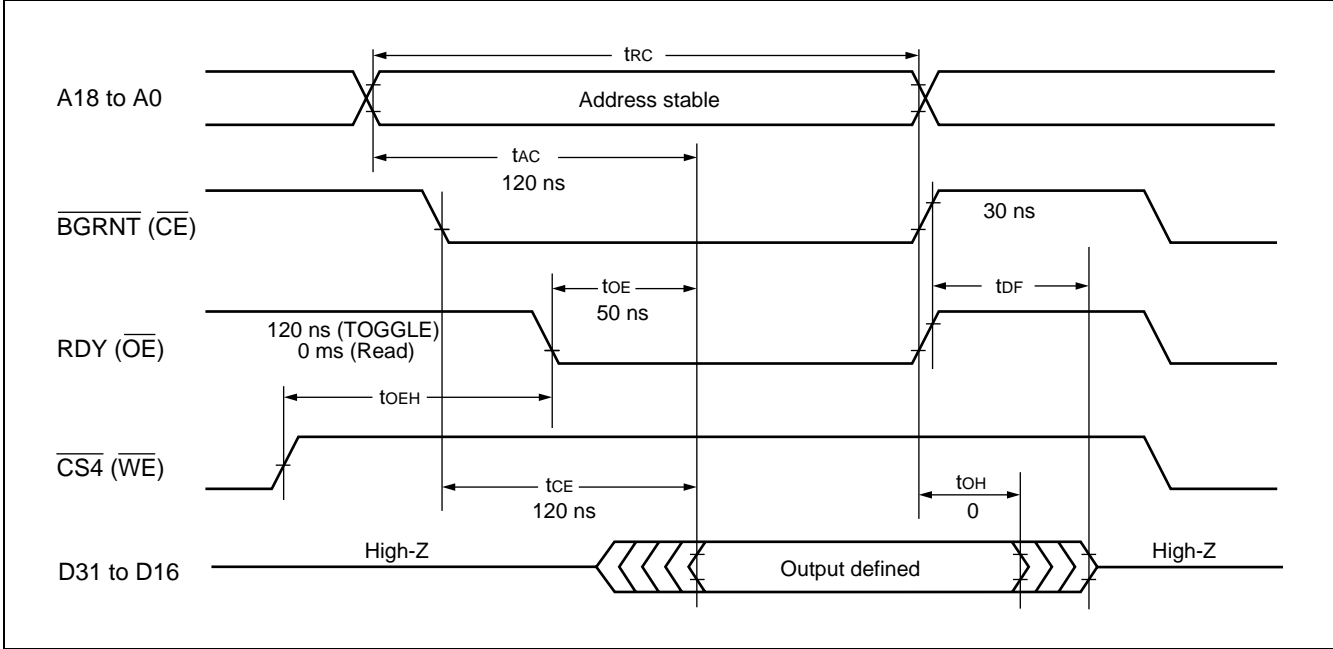 tRC
A18 to A0
Address stable
tAC
120 ns
BGRNT (CE)
30 ns
tOE
50 ns
tDF
RDY (OE)
120 ns (TOGGLE)
0 ms (Read)
tOEH
CS4 (WE)
tCE
120 ns
tOH
0
D31 to D16
High-Z
Output defined
High-Z